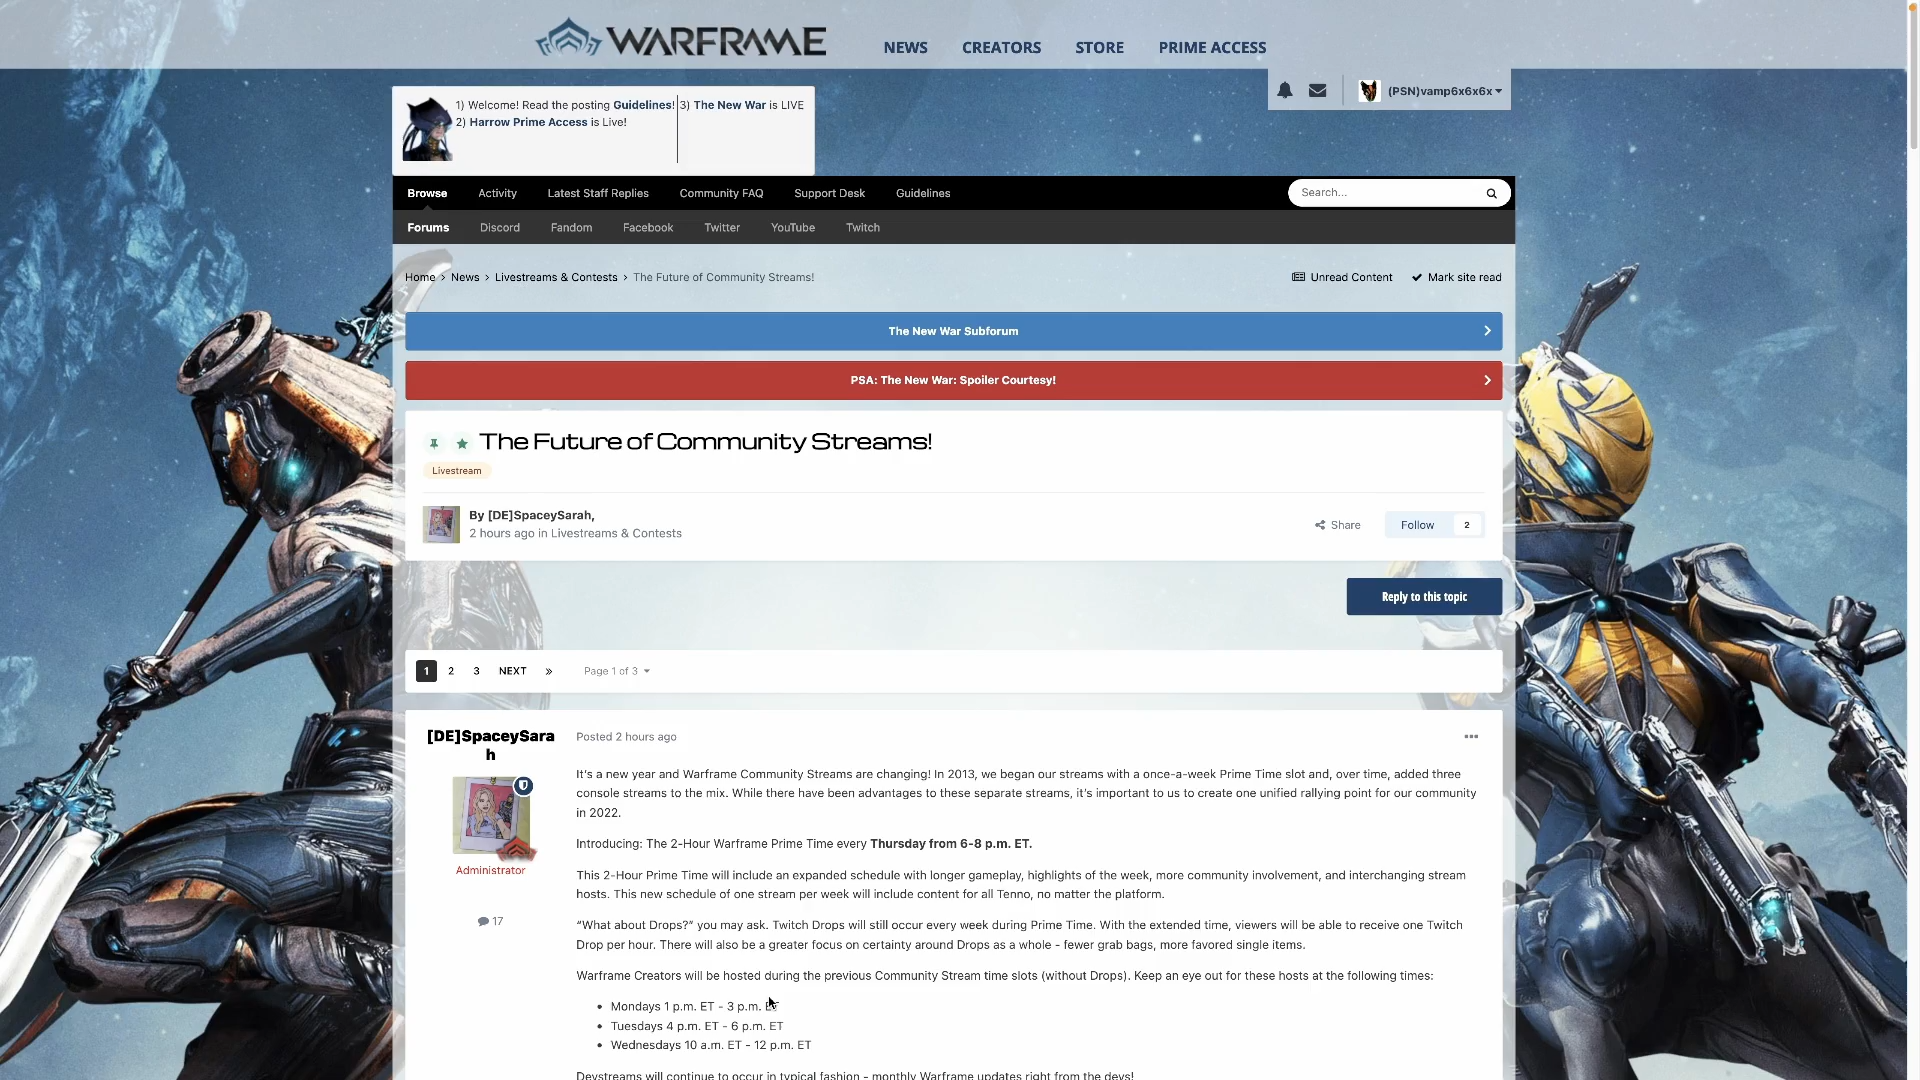 WARFRAME
NEWS CREATORS STORE PRIME ACCESS
(PSN)vamp6x6x6x
1) Welcome! Read the posting Guidelines! 3) The New War is LIVE
2) Harrow Prime Access is Live!
Browse Activity Latest Staff Replies Community FAQ Support Desk Guidelines
Search...
Forums Discord Fandom Facebook Twitter YouTube Twitch
Home > News > Livestreams & Contests > The Future of Community Streams!
Unread Content Mark site read
The New War Subforum
PSA: The New War: Spoiler Courtesy!
The Future of Community Streams!
Livestream
By [DE]SpaceySarah,
2 hours ago in Livestreams & Contests
Share Follow 2
Reply to this topic
1 2 3 NEXT » Page 1 of 3
[DE]SpaceySara
h
Administrator
17
Posted 2 hours ago
It's a new year and Warframe Community Streams are changing! In 2013, we began our streams with a once-a-week Prime Time slot and, over time, added three
console streams to the mix. While there have been advantages to these separate streams, it's important to us to create one unified rallying point for our community
in 2022.
Introducing: The 2-Hour Warframe Prime Time every Thursday from 6-8 p.m. ET.
This 2-Hour Prime Time will include an expanded schedule with longer gameplay, highlights of the week, more community involvement, and interchanging stream
hosts. This new schedule of one stream per week will include content for all Tenno, no matter the platform.
“What about Drops?” you may ask. Twitch Drops will still occur every week during Prime Time. With the extended time, viewers will be able to receive one Twitch
Drop per hour. There will also be a greater focus on certainty around Drops as a whole - fewer grab bags, more favored single items.
Warframe Creators will be hosted during the previous Community Stream time slots (without Drops). Keep an eye out for these hosts at the following times:
• Mondays 1 p.m. ET - 3 p.m. ET
• Tuesdays 4 p.m. ET - 6 p.m. ET
• Wednesdays 10 a.m. ET - 12 p.m. ET
Devstreams will continue to occur in typical fashion - monthly Warframe updates right from the devs!